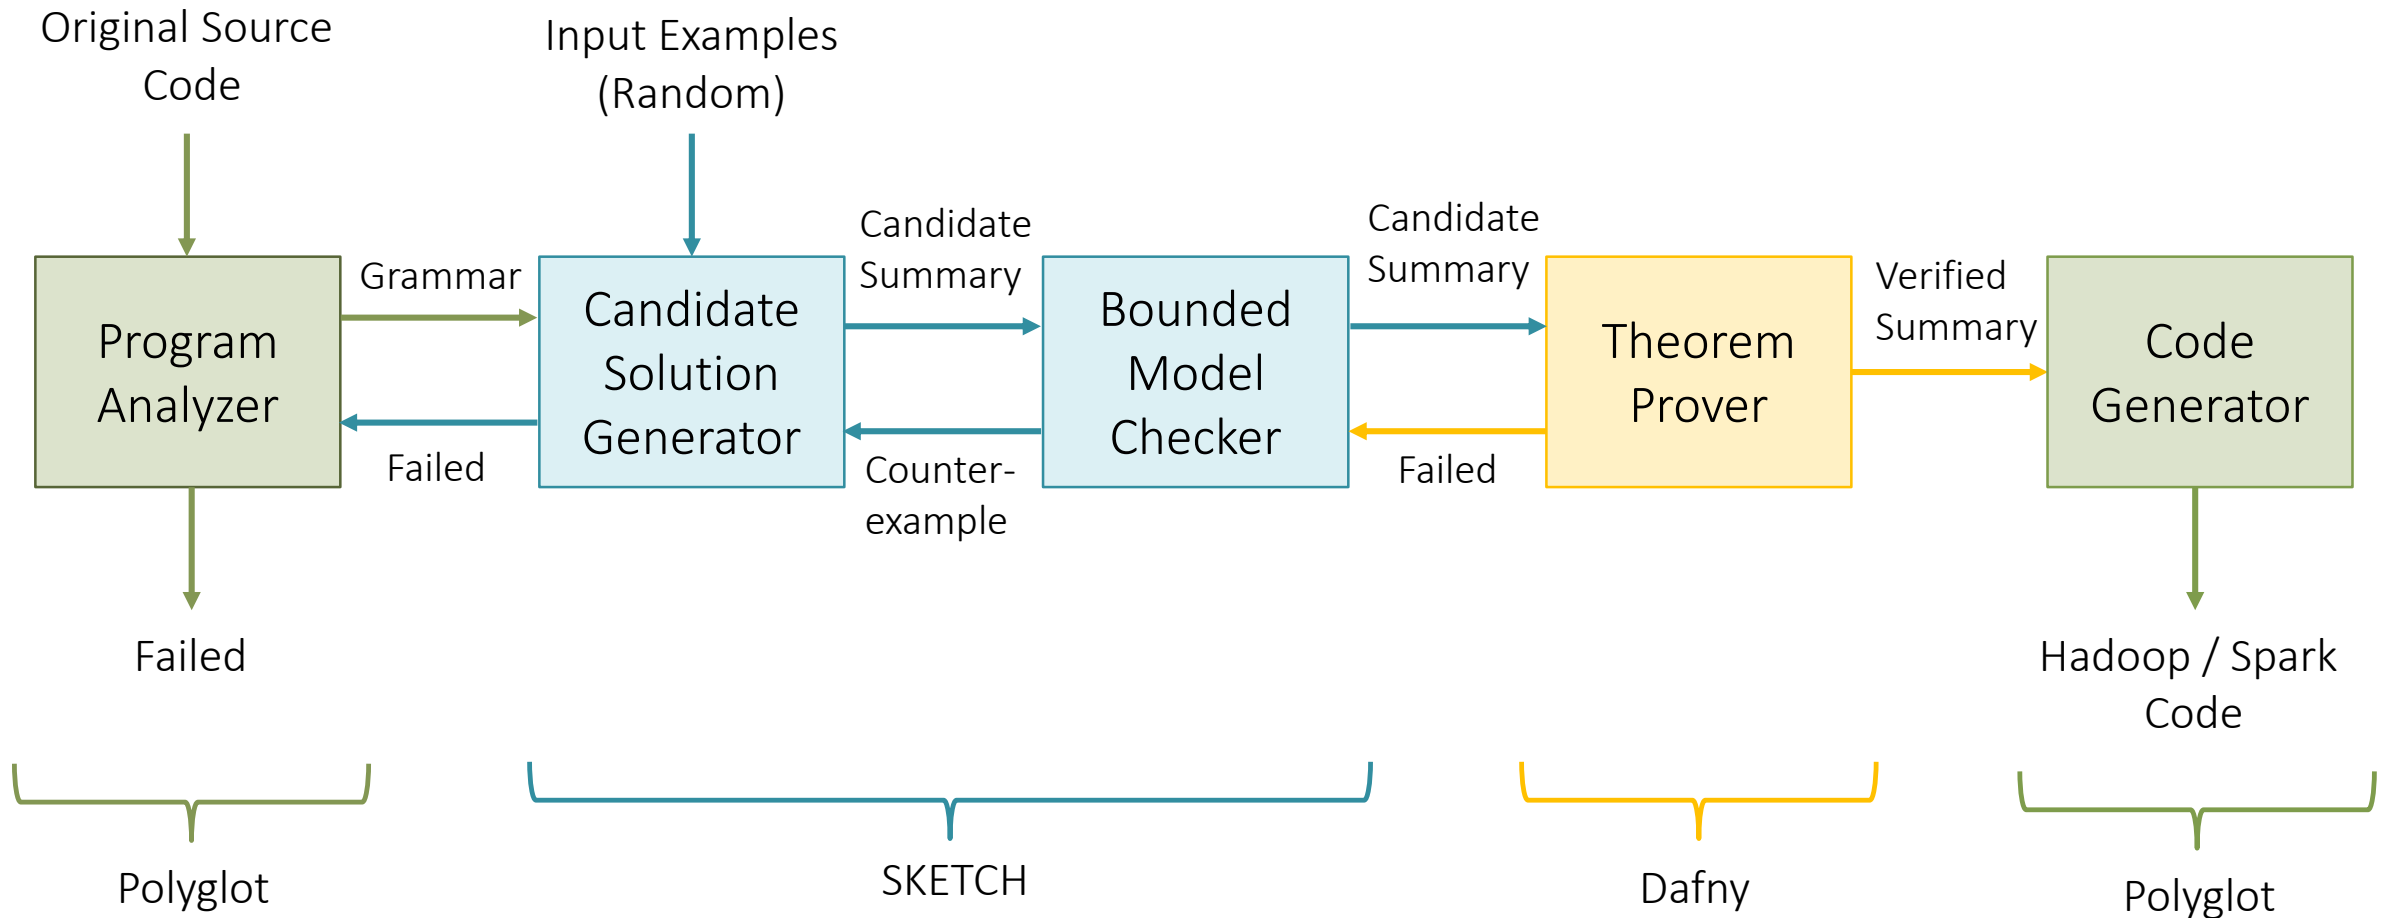 Original Source
Code
Input Examples
(Random)
Grammar
Candidate
Summary
Candidate
Summary
Verified
Summary
Program
Analyzer
Candidate
Solution
Generator
Bounded
Model
Checker
Theorem
Prover
Code
Generator
Failed
Counter-
example
Failed
Failed
Hadoop / Spark
Code
Polyglot
SKETCH
Dafny
Polyglot